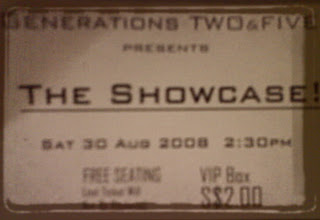 GENERATIONS TWO&FIVE
PRESENTS
THE SHOWCASE!
SAT 30 AUG 2008 2:30PM
FREE SEATING VIP Box
S$2.00